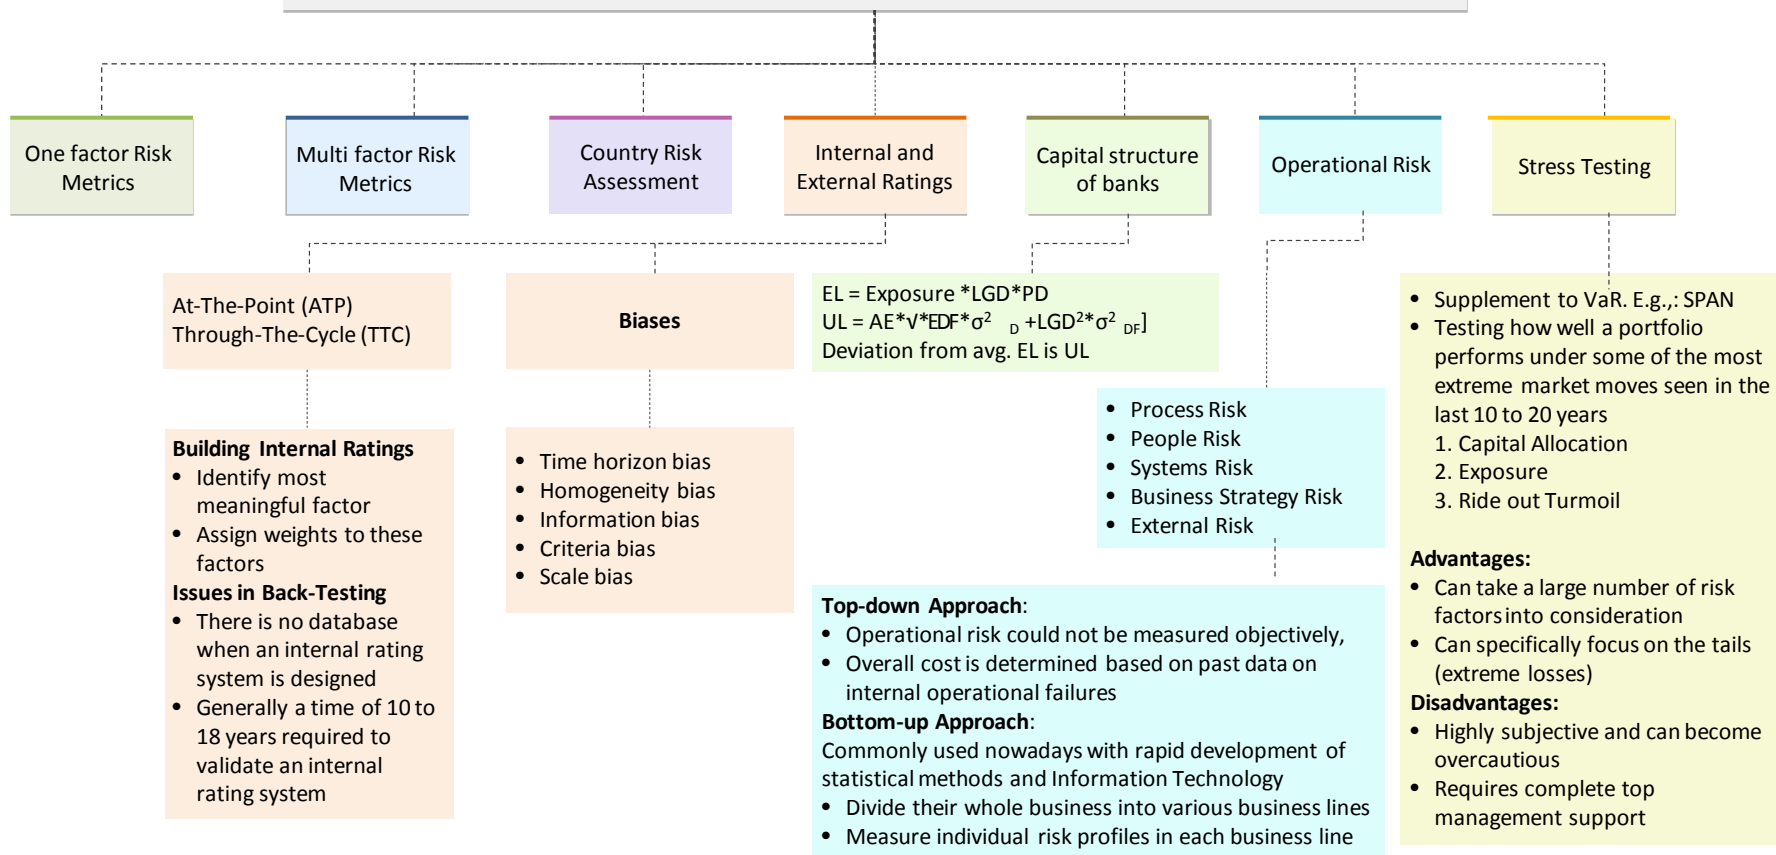 One factor Risk
Metrics
Multi factor Risk
Metrics
Country Risk
Assessment
Internal and
External Ratings
Capital structure
of banks
Operational Risk
Stress Testing
At-The-Point (ATP)
Through-The-Cycle (TTC)
Building Internal Ratings
• Identify most
meaningful factor
• Assign weights to these
factors
Issues in Back-Testing
• There is no database
when an internal rating
system is designed
• Generally a time of 10 to
18 years required to
validate an internal
rating system
Biases
• Time horizon bias
• Homogeneity bias
• Information bias
• Criteria bias
• Scale bias
EL = Exposure *LGD*PD
UL = AE*√*EDF*σ² D +LGD²*σ² DF]
Deviation from avg. EL is UL
• Process Risk
• People Risk
• Systems Risk
• Business Strategy Risk
• External Risk
Top-down Approach:
• Operational risk could not be measured objectively,
• Overall cost is determined based on past data on
internal operational failures
Bottom-up Approach:
Commonly used nowadays with rapid development of
statistical methods and Information Technology
• Divide their whole business into various business lines
• Measure individual risk profiles in each business line
• Supplement to VaR. E.g.,: SPAN
• Testing how well a portfolio
performs under some of the most
extreme market moves seen in the
last 10 to 20 years
1. Capital Allocation
2. Exposure
3. Ride out Turmoil
Advantages:
• Can take a large number of risk
factors into consideration
• Can specifically focus on the tails
(extreme losses)
Disadvantages:
• Highly subjective and can become
overcautious
• Requires complete top
management support